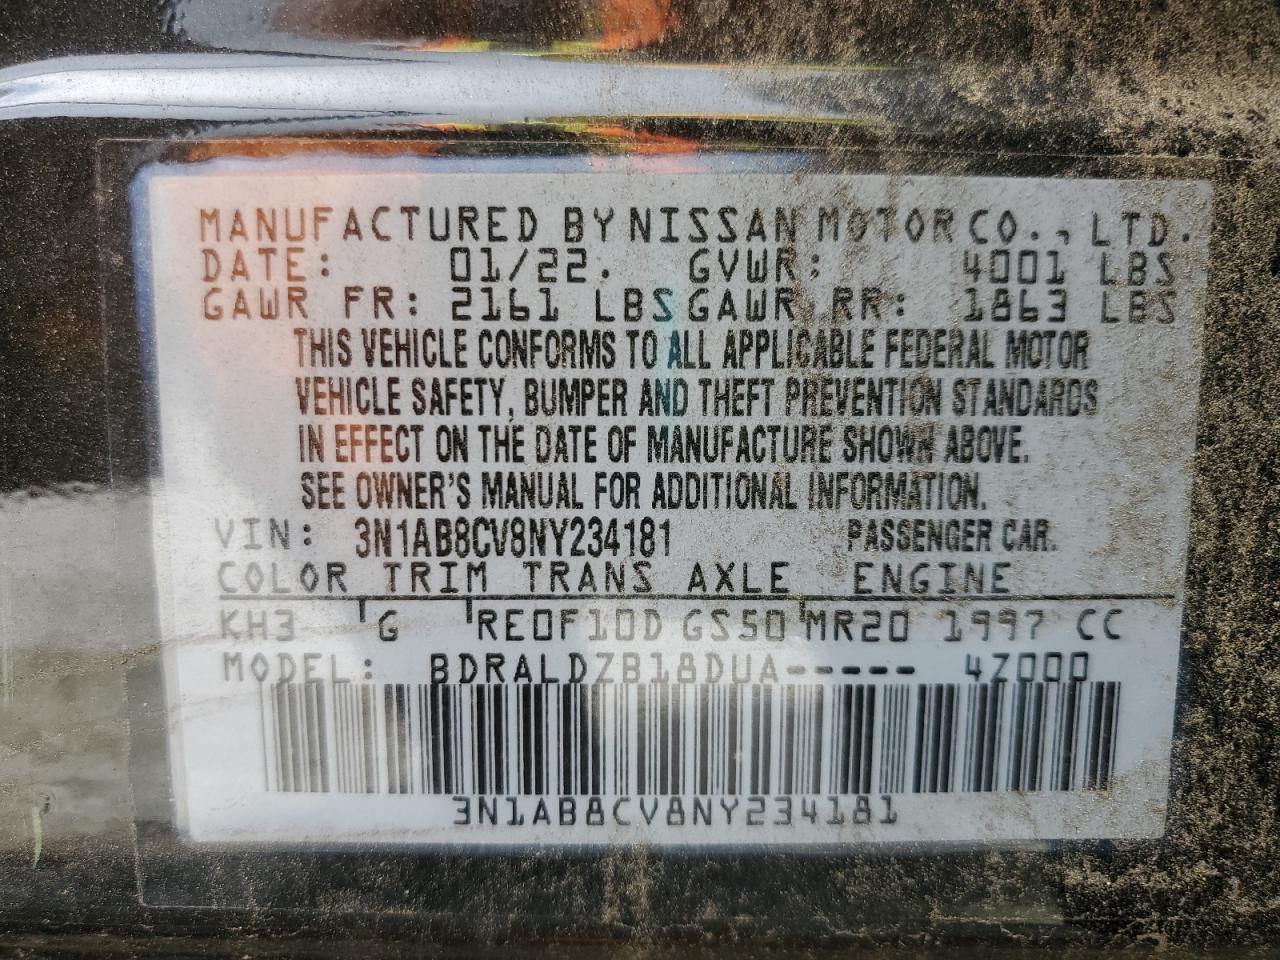 MANUFACTURED BY NISSAN MOTOR CO., LTD.
DATE: 01/22. GVWR: 4001 LBS
GAWR FR: 2161 LBS GAWR RR: 1863 LBS
THIS VEHICLE CONFORMS TO ALL APPLICABLE FEDERAL MOTOR
VEHICLE SAFETY, BUMPER AND THEFT PREVENTION STANDARDS
IN EFFECT ON THE DATE OF MANUFACTURE SHOWN ABOVE.
SEE OWNER'S MANUAL FOR ADDITIONAL INFORMATION.
VIN: 3N1AB8CV8NY234181 PASSENGER CAR.
COLOR TRIM TRANS AXLE ENGINE
KH3 G RE0F10D GS50 MR20 1997 CC
MODEL: BDRALDZB18DUA----- 4Z000
3N1AB8CV8NY234181